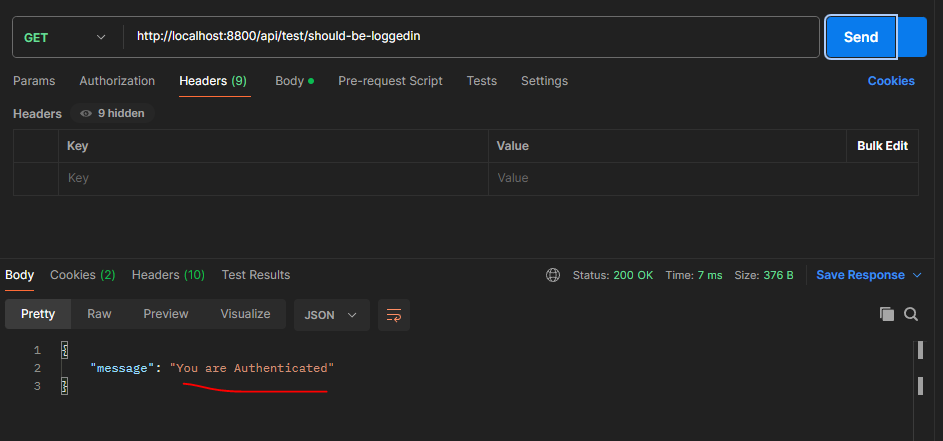 GET http://localhost:8800/api/test/should-be-loggedin Send
Params Authorization Headers (9) Body Pre-request Script Tests Settings Cookies
Headers 9 hidden
Key Value Bulk Edit
Key Value
Body Cookies (2) Headers (10) Test Results Status: 200 OK Time: 7 ms Size: 376 B Save Response
Pretty Raw Preview Visualize JSON
1 {
2 "message": "You are Authenticated"
3 }